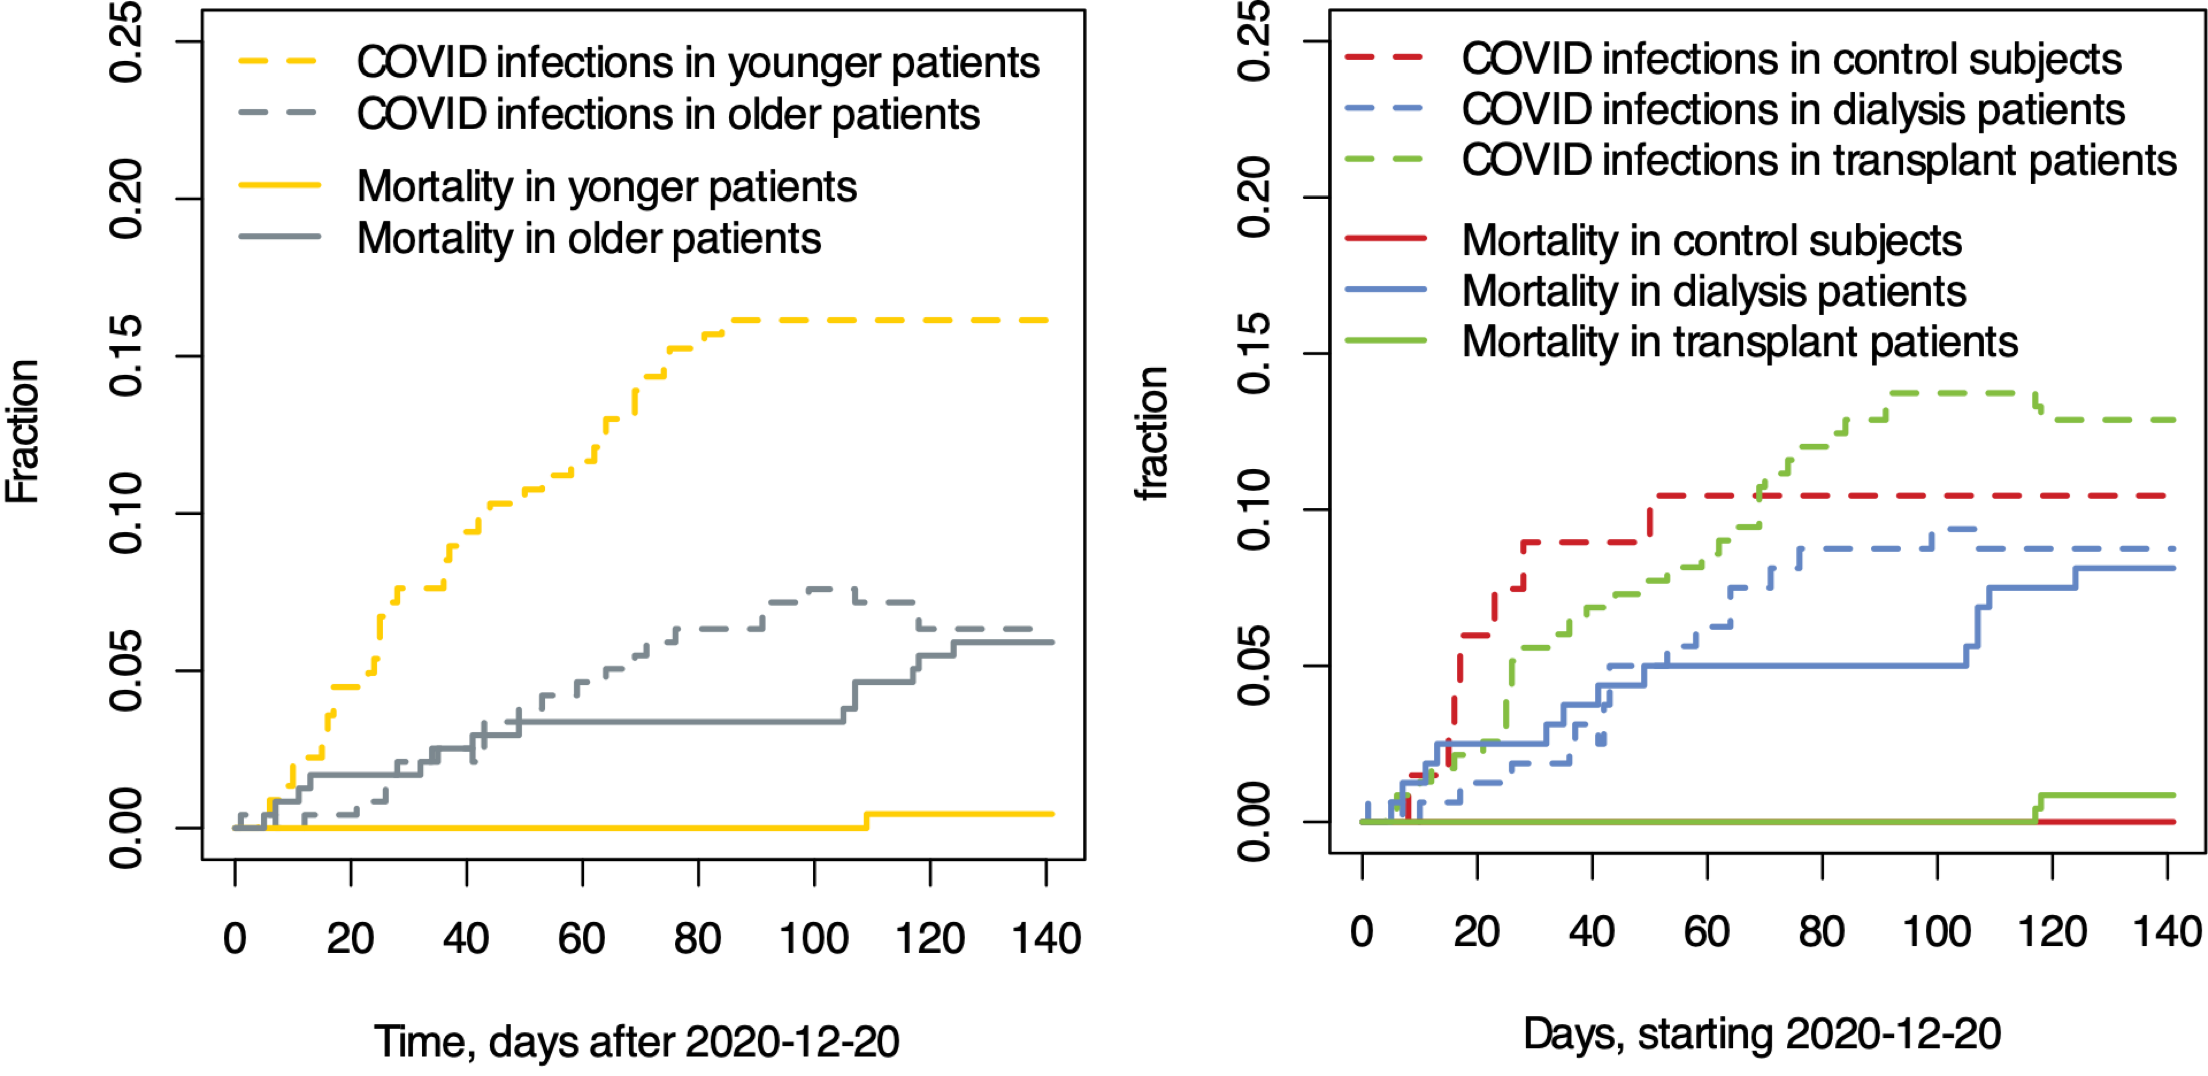 COVID infections in younger patients
COVID infections in older patients
Mortality in yonger patients
Mortality in older patients
Fraction
0.00 0.05 0.10 0.15 0.20 0.25
0 20 40 60 80 100 120 140
Time, days after 2020-12-20
COVID infections in control subjects
COVID infections in dialysis patients
COVID infections in transplant patients
Mortality in control subjects
Mortality in dialysis patients
Mortality in transplant patients
fraction
0.00 0.05 0.10 0.15 0.20 0.25
0 20 40 60 80 100 120 140
Days, starting 2020-12-20